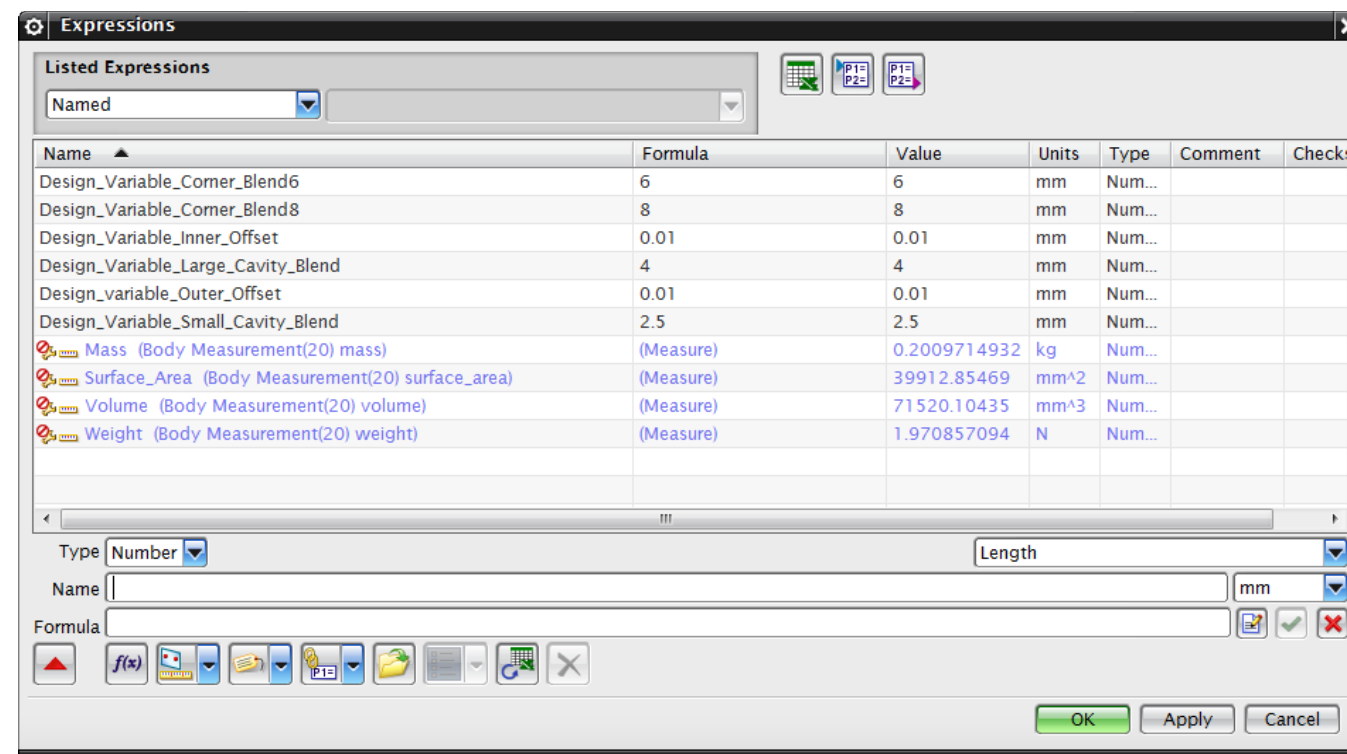 Expressions
Listed Expressions
Named
P1=
P2=
P1=
P2=
Name Formula Value Units Type Comment Checks
Design_Variable_Corner_Blend6 6 6 mm Num...
Design_Variable_Corner_Blend8 8 8 mm Num...
Design_Variable_Inner_Offset 0.01 0.01 mm Num...
Design_Variable_Large_Cavity_Blend 4 4 mm Num...
Design_variable_Outer_Offset 0.01 0.01 mm Num...
Design_Variable_Small_Cavity_Blend 2.5 2.5 mm Num...
Mass (Body Measurement(20) mass) (Measure) 0.2009714932 kg Num...
Surface_Area (Body Measurement(20) surface_area) (Measure) 39912.85469 mm^2 Num...
Volume (Body Measurement(20) volume) (Measure) 71520.10435 mm^3 Num...
Weight (Body Measurement(20) weight) (Measure) 1.970857094 N Num...
Type Number Length
Name mm
Formula
f(x) P1=
OK Apply Cancel